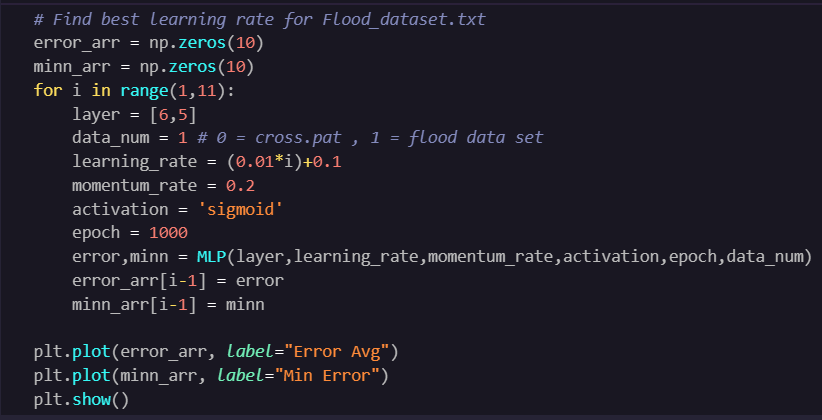 # Find best learning rate for Flood_dataset.txt
error_arr = np.zeros(10)
minn_arr = np.zeros(10)
for i in range(1,11):
    layer = [6,5]
    data_num = 1 # 0 = cross.pat , 1 = flood data set
    learning_rate = (0.01*i)+0.1
    momentum_rate = 0.2
    activation = 'sigmoid'
    epoch = 1000
    error,minn = MLP(layer,learning_rate,momentum_rate,activation,epoch,data_num)
    error_arr[i-1] = error
    minn_arr[i-1] = minn

plt.plot(error_arr, label="Error Avg")
plt.plot(minn_arr, label="Min Error")
plt.show()